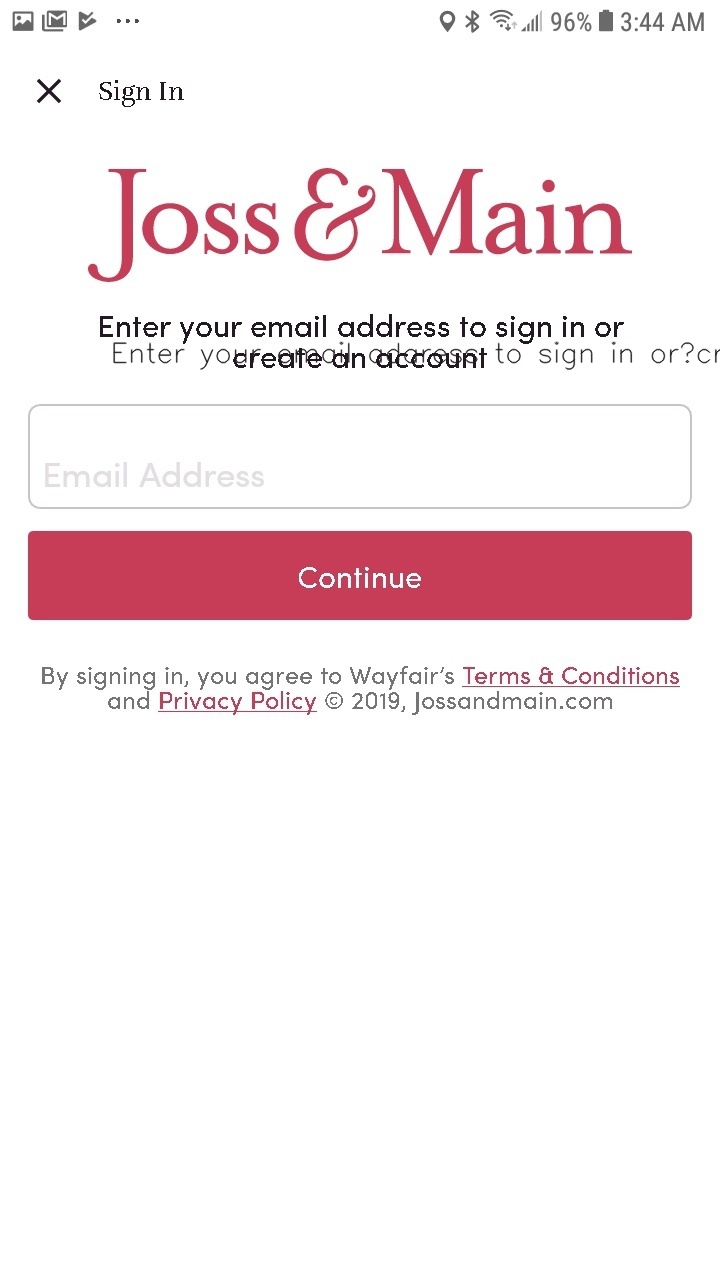 96% 3:44 AM
Sign In
Joss & Main
Enter your email address to sign in or
Enter your email address to sign in or?cr
create an account
Email Address
Continue
By signing in, you agree to Wayfair's Terms & Conditions
and Privacy Policy © 2019, Jossandmain.com